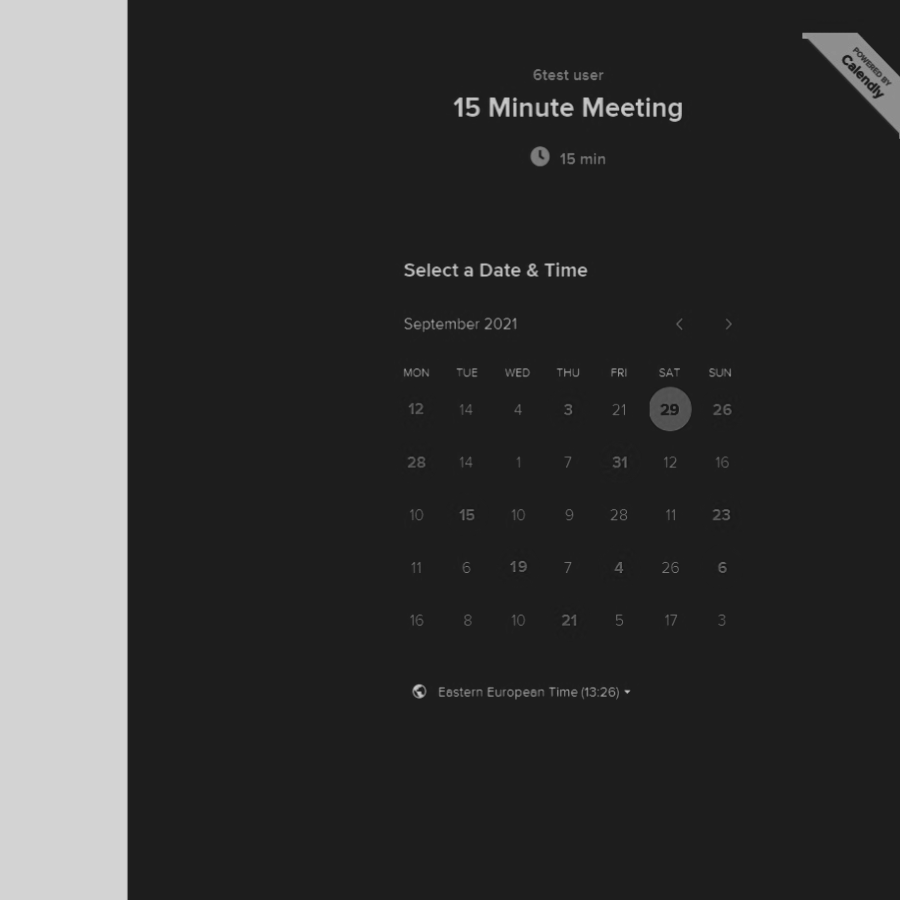 POWERED BY
Calendly
6test user
15 Minute Meeting
15 min
Select a Date & Time
September 2021
MON TUE WED THU FRI SAT SUN
12 14 4 3 21 29 26
28 14 1 7 31 12 16
10 15 10 9 28 11 23
11 6 19 7 4 26 6
16 8 10 21 5 17 3
Eastern European Time (13:26)